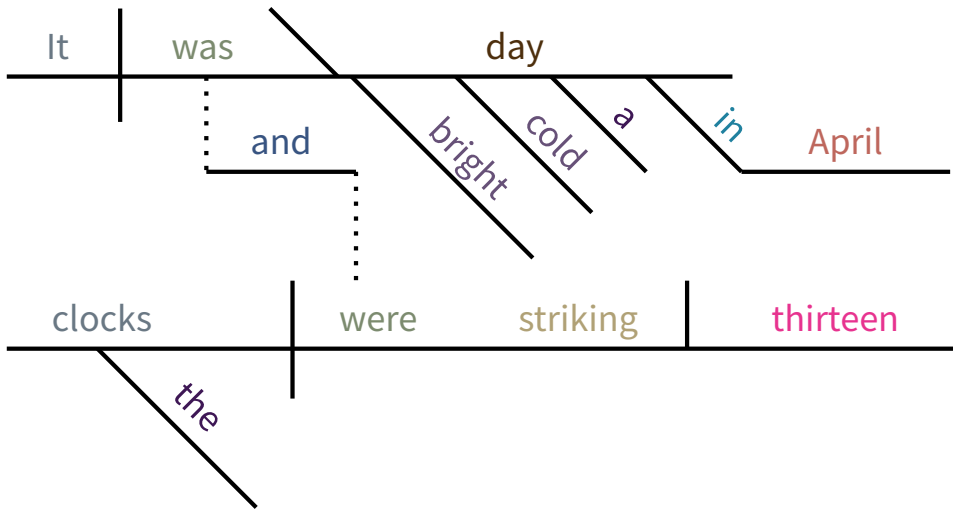 It was day
and bright cold a in April
clocks were striking thirteen
the